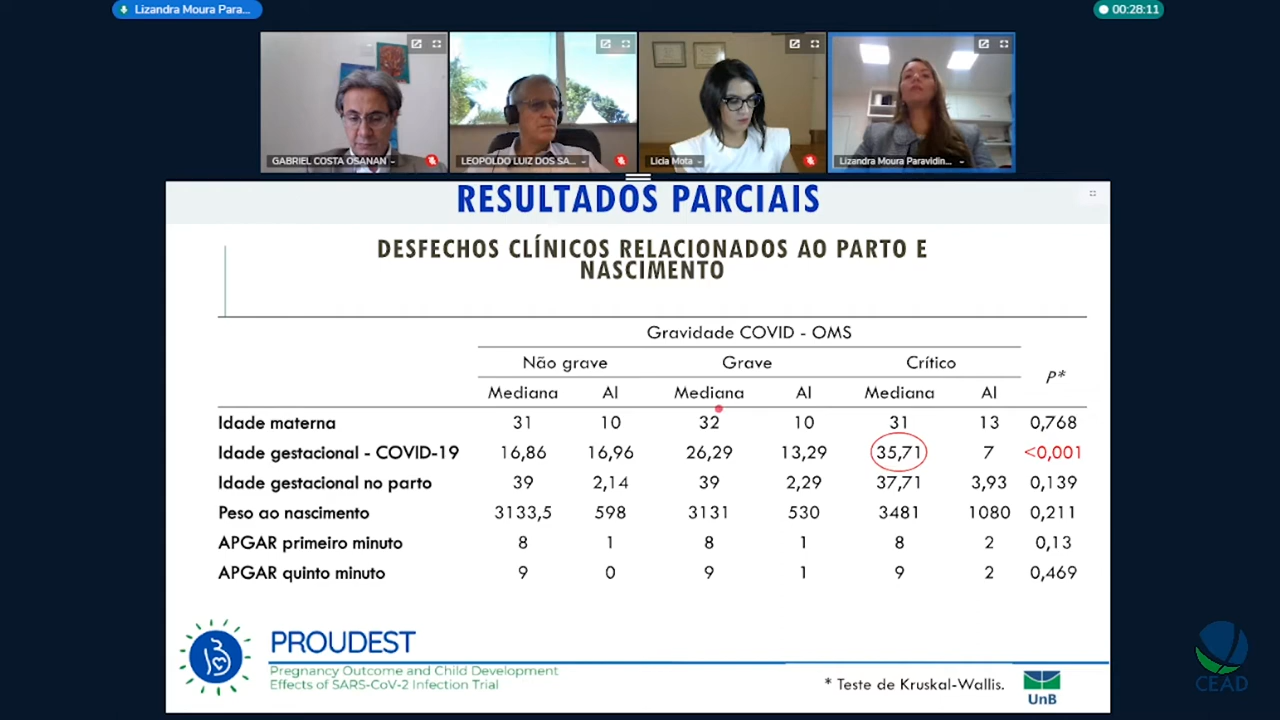 Lizandra Moura Para...
00:28:11
GABRIEL COSTA OSANAN
LEOPOLDO LUIZ DOS SA...
Licia Mota
Lizandra Moura Paravidin...
RESULTADOS PARCIAIS
DESFECHOS CLÍNICOS RELACIONADOS AO PARTO E
NASCIMENTO
Gravidade COVID - OMS
Não grave Grave Crítico P*
Mediana AI Mediana AI Mediana AI
Idade materna 31 10 32 10 31 13 0,768
Idade gestacional - COVID-19 16,86 16,96 26,29 13,29 35,71 7 <0,001
Idade gestacional no parto 39 2,14 39 2,29 37,71 3,93 0,139
Peso ao nascimento 3133,5 598 3131 530 3481 1080 0,211
APGAR primeiro minuto 8 1 8 1 8 2 0,13
APGAR quinto minuto 9 0 9 1 9 2 0,469
PROUDEST
Pregnancy Outcome and Child Development
Effects of SARS-CoV-2 Infection Trial
* Teste de Kruskal-Wallis.
UnB
CEAD